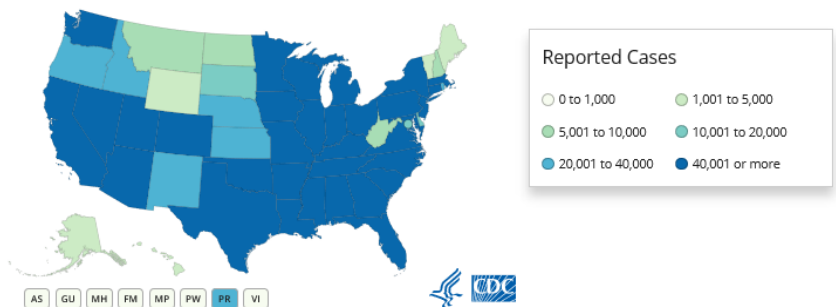 Reported Cases
0 to 1,000 1,001 to 5,000
5,001 to 10,000 10,001 to 20,000
20,001 to 40,000 40,001 or more
AS GU MH FM MP PW PR VI
CDC